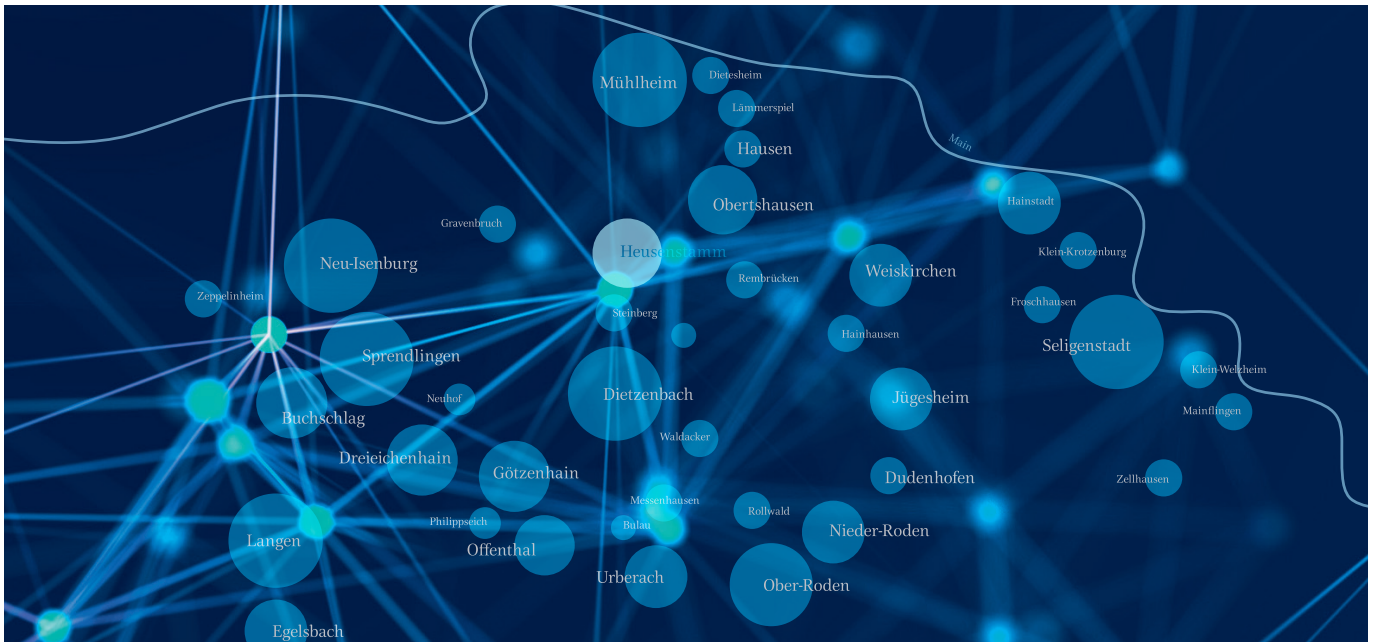 Mühlheim
Dietesheim
Lämmerspiel
Main
Hausen
Hainstadt
Obertshausen
Gravenbruch
Heusenstamm
Klein-Krotzenburg
Neu-Isenburg
Weiskirchen
Rembrücken
Zeppelinheim
Froschhausen
Steinberg
Hainhausen
Seligenstadt
Sprendlingen
Klein-Welzheim
Dietzenbach
Neuhof
Jügesheim
Mainflingen
Buchschlag
Waldacker
Dreieichenhain
Götzenhain
Dudenhofen
Zellhausen
Messenhausen
Rollwald
Philippseich
Bulau
Nieder-Roden
Langen
Offenthal
Urberach
Ober-Roden
Egelsbach